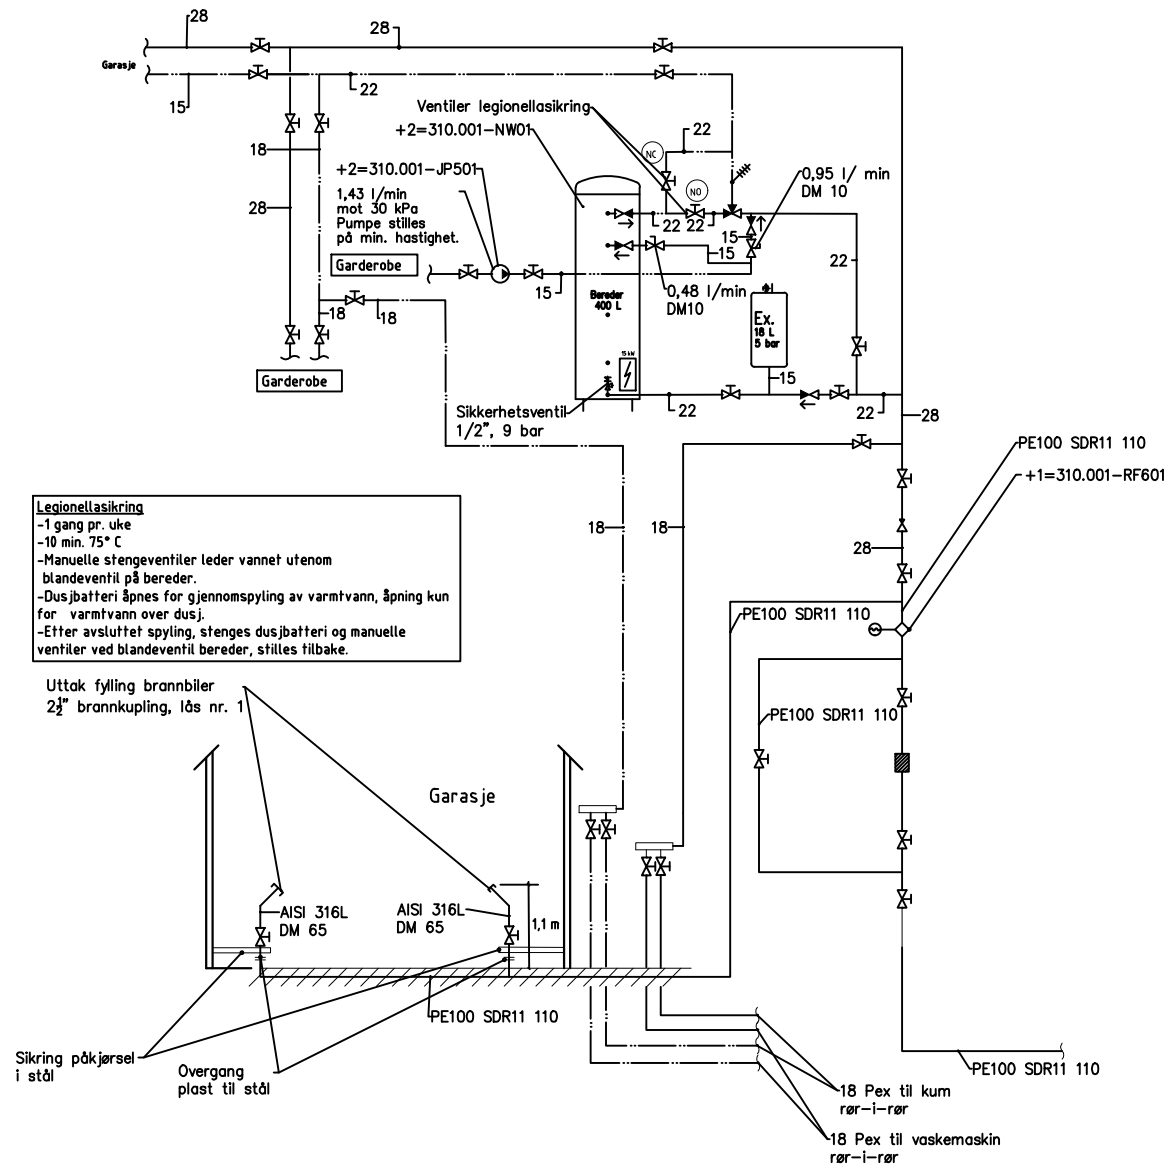 28
28
Garasje
15
22
Ventiler legionellasikring
+2=310.001-NW01
22
NC
18
+2=310.001-JP501
0,95 l/ min
DM 10
1,43 l/min
mot 30 kPa
Pumpe stilles
på min. hastighet.
NO
28
22
22
15
15
22
Garderobe
15
Bereder
400 L
0,48 l/min
DM10
18
18
Ex.
18 L
5 bar
15 kW
15
Garderobe
Sikkerhetsventil
1/2", 9 bar
22
22
28
PE100 SDR11 110
+1=310.001-RF601
Legionellasikring
-1 gang pr. uke
-10 min. 75° C
-Manuelle stengeventiler leder vannet utenom
blandeventil på bereder.
-Dusjbatteri åpnes for gjennomspyling av varmtvann, åpning kun
for varmtvann over dusj.
-Etter avsluttet spyling, stenges dusjbatteri og manuelle
ventiler ved blandeventil bereder, stilles tilbake.
18
18
28
PE100 SDR11 110
Uttak fylling brannbiler
2½" brannkupling, lås nr. 1
PE100 SDR11 110
Garasje
AISI 316L
DM 65
AISI 316L
DM 65
1,1 m
PE100 SDR11 110
Sikring påkjørsel
i stål
Overgang
plast til stål
PE100 SDR11 110
18 Pex til kum
rør-i-rør
18 Pex til vaskemaskin
rør-i-rør